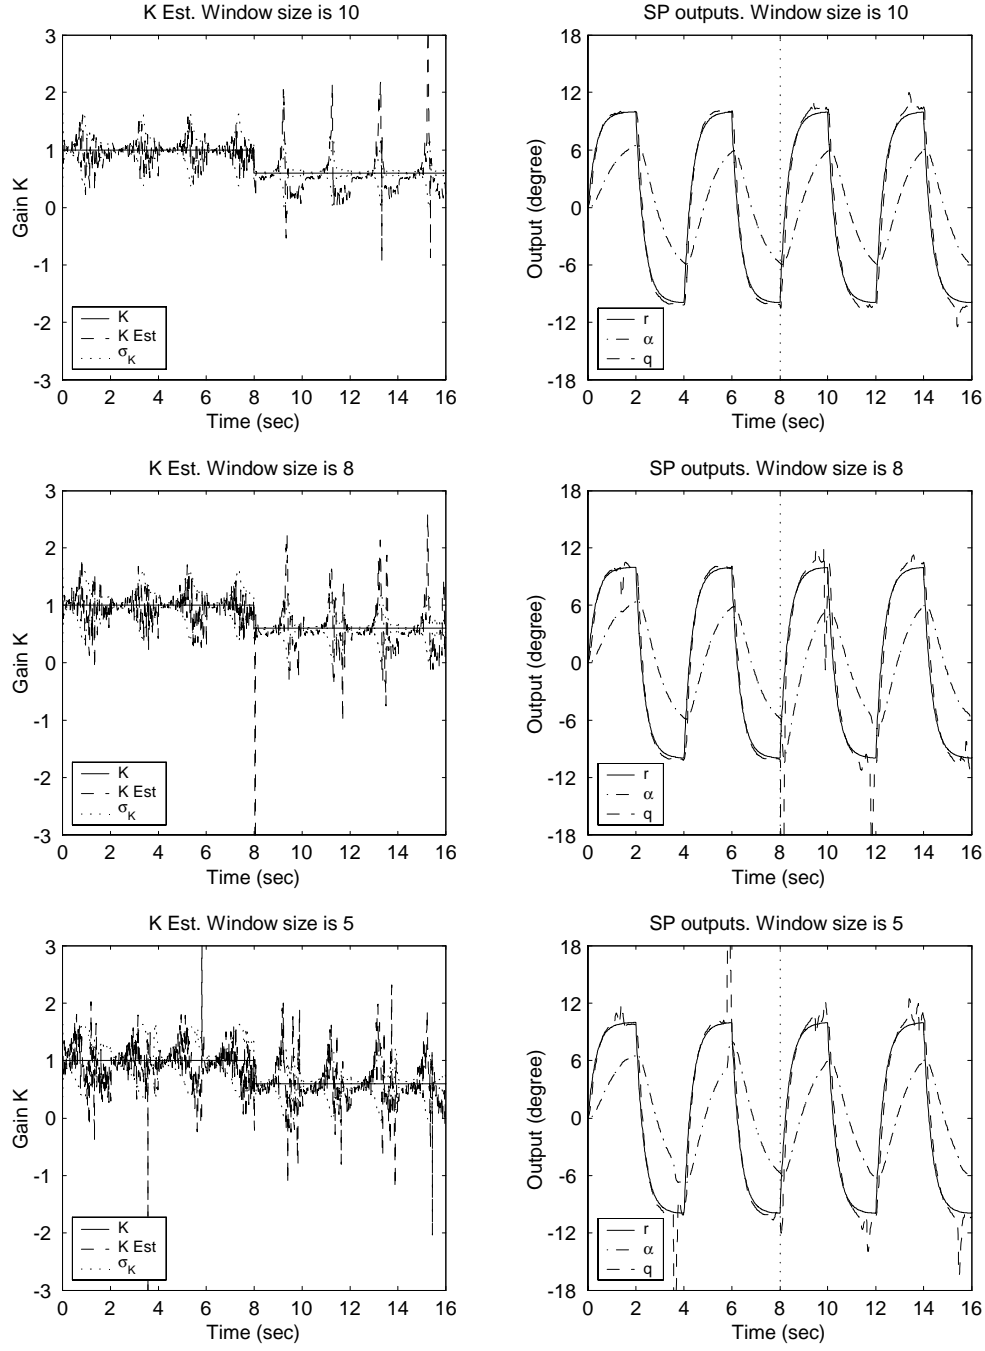 K Est. Window size is 10
3
2
1
0
-1
-2
-3
Gain K
K
K Est
σK
0 2 4 6 8 10 12 14 16
Time (sec)
SP outputs. Window size is 10
18
12
6
0
-6
-12
-18
Output (degree)
r
α
q
0 2 4 6 8 10 12 14 16
Time (sec)
K Est. Window size is 8
3
2
1
0
-1
-2
-3
Gain K
K
K Est
σK
0 2 4 6 8 10 12 14 16
Time (sec)
SP outputs. Window size is 8
18
12
6
0
-6
-12
-18
Output (degree)
r
α
q
0 2 4 6 8 10 12 14 16
Time (sec)
K Est. Window size is 5
3
2
1
0
-1
-2
-3
Gain K
K
K Est
σK
0 2 4 6 8 10 12 14 16
Time (sec)
SP outputs. Window size is 5
18
12
6
0
-6
-12
-18
Output (degree)
r
α
q
0 2 4 6 8 10 12 14 16
Time (sec)